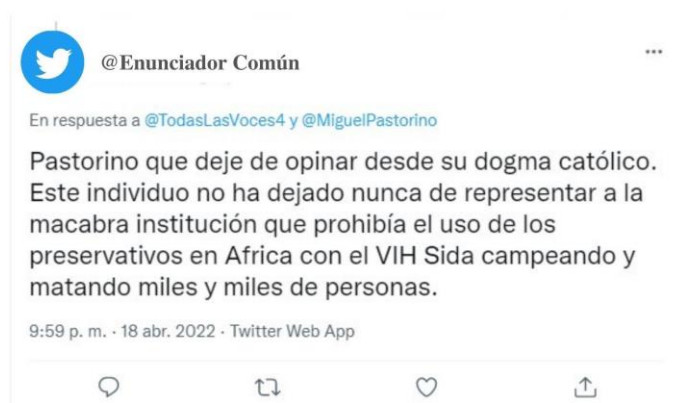 @Enunciador Común
En respuesta a @TodasLasVoces4 y @MiguelPastorino
Pastorino que deje de opinar desde su dogma católico.
Este individuo no ha dejado nunca de representar a la
macabra institución que prohibía el uso de los
preservativos en Africa con el VIH Sida campeando y
matando miles y miles de personas.
9:59 p. m. · 18 abr. 2022 · Twitter Web App